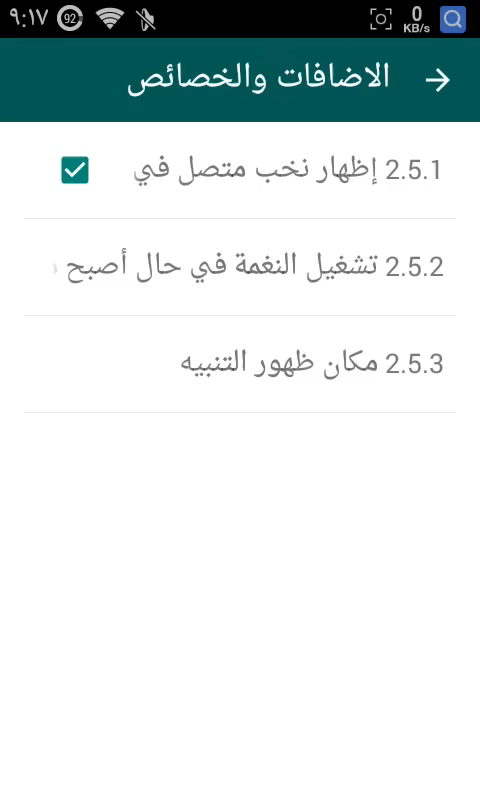 ٩:١٧
92
0
KB/s
الاضافات والخصائص
2.5.1 إظهار نخب متصل في
2.5.2 تشغيل النغمة في حال أصبح
2.5.3 مكان ظهور التنبيه